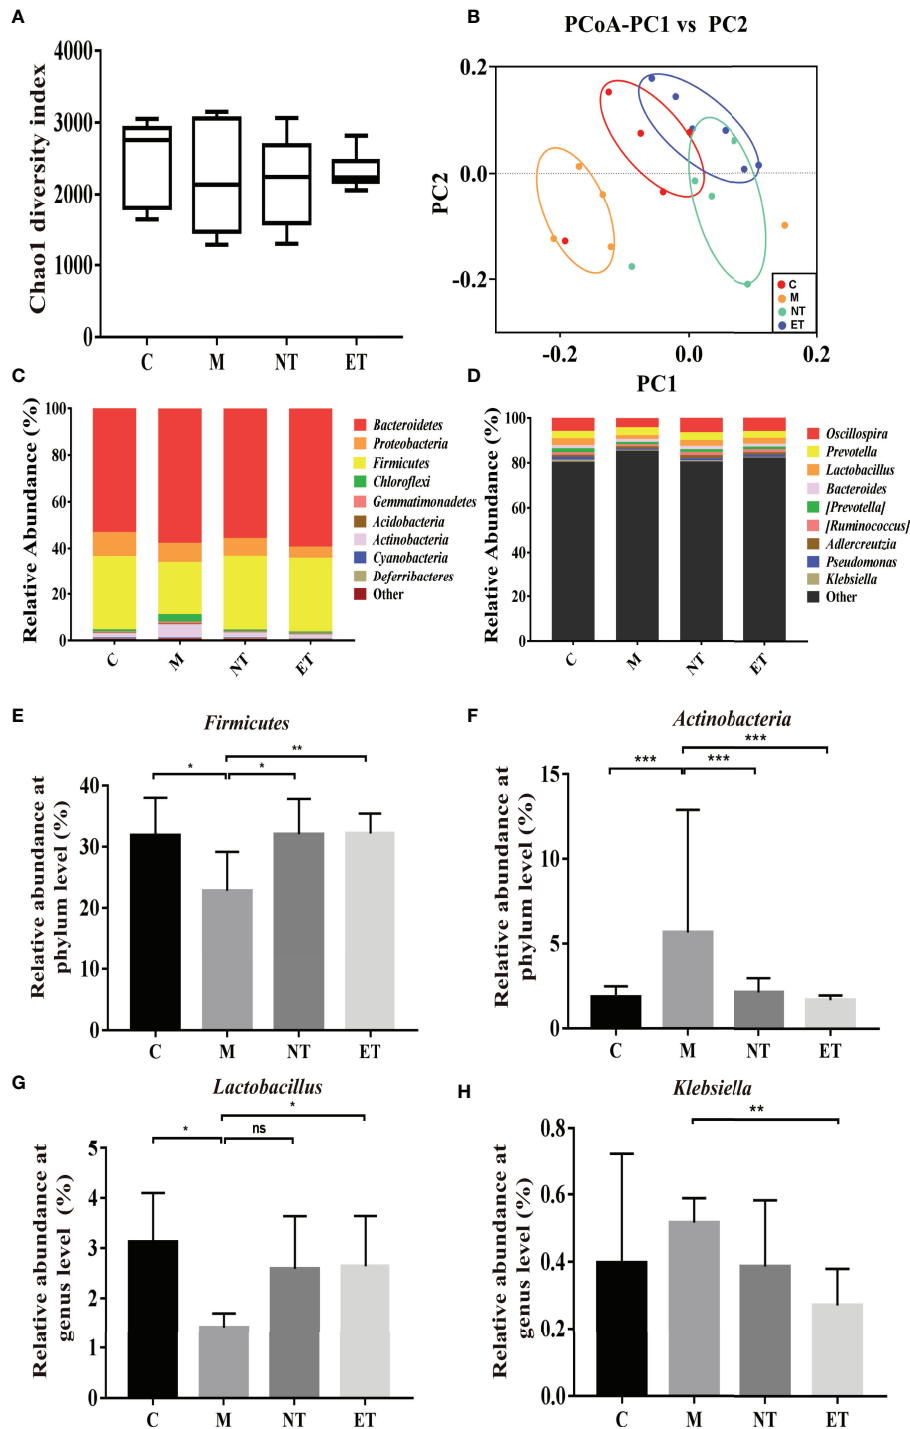 A
Chao1 diversity index
4000
3000
2000
1000
0
C M NT ET
B
PCoA-PC1 vs PC2
PC2
0.2
0.0
-0.2
-0.2 0.0 0.2
PC1
C
M
NT
ET
C
Relative Abundance (%)
100
80
60
40
20
0
C M NT ET
Bacteroidetes
Proteobacteria
Firmicutes
Chloroflexi
Gemmatimonadetes
Acidobacteria
Actinobacteria
Cyanobacteria
Deferribacteres
Other
D
Relative Abundance (%)
100
80
60
40
20
0
C M NT ET
Oscillospira
Prevotella
Lactobacillus
Bacteroides
[Prevotella]
[Ruminococcus]
Adlercreutzia
Pseudomonas
Klebsiella
Other
E
Firmicutes
**
* *
Relative abundance at
phylum level (%)
40
30
20
10
0
C M NT ET
F
Actinobacteria
***
*** ***
Relative abundance at
phylum level (%)
15
10
5
0
C M NT ET
G
Lactobacillus
*
* ns
Relative abundance at
genus level (%)
5
4
3
2
1
0
C M NT ET
H
Klebsiella
**
Relative abundance at
genus level (%)
0.8
0.6
0.4
0.2
0.0
C M NT ET